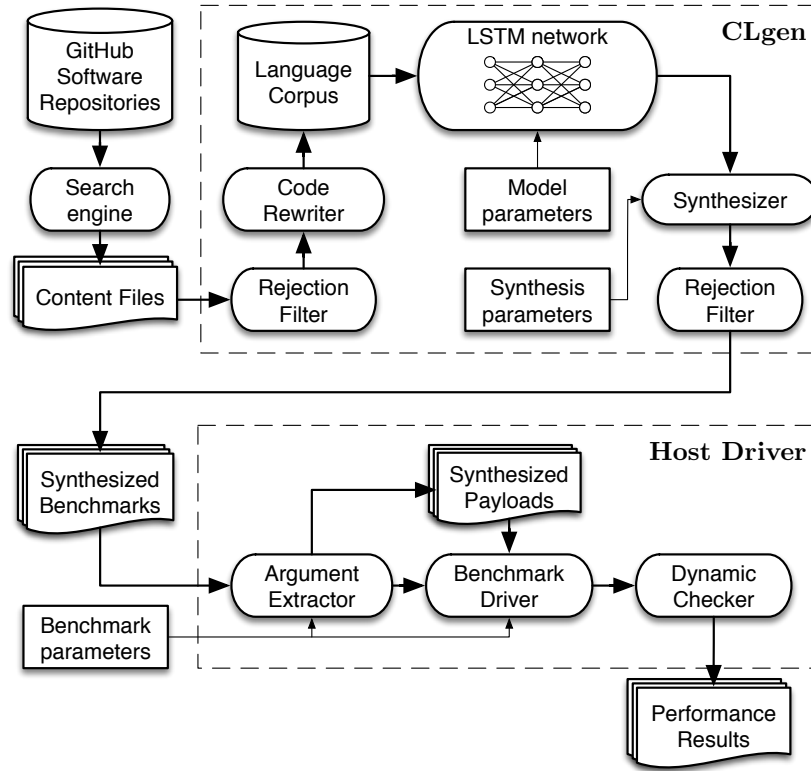 GitHub
Software
Repositories
Language
Corpus
LSTM network
CLgen
Search
engine
Code
Rewriter
Model
parameters
Synthesizer
Content Files
Rejection
Filter
Synthesis
parameters
Rejection
Filter
Host Driver
Synthesized
Benchmarks
Synthesized
Payloads
Argument
Extractor
Benchmark
Driver
Dynamic
Checker
Benchmark
parameters
Performance
Results